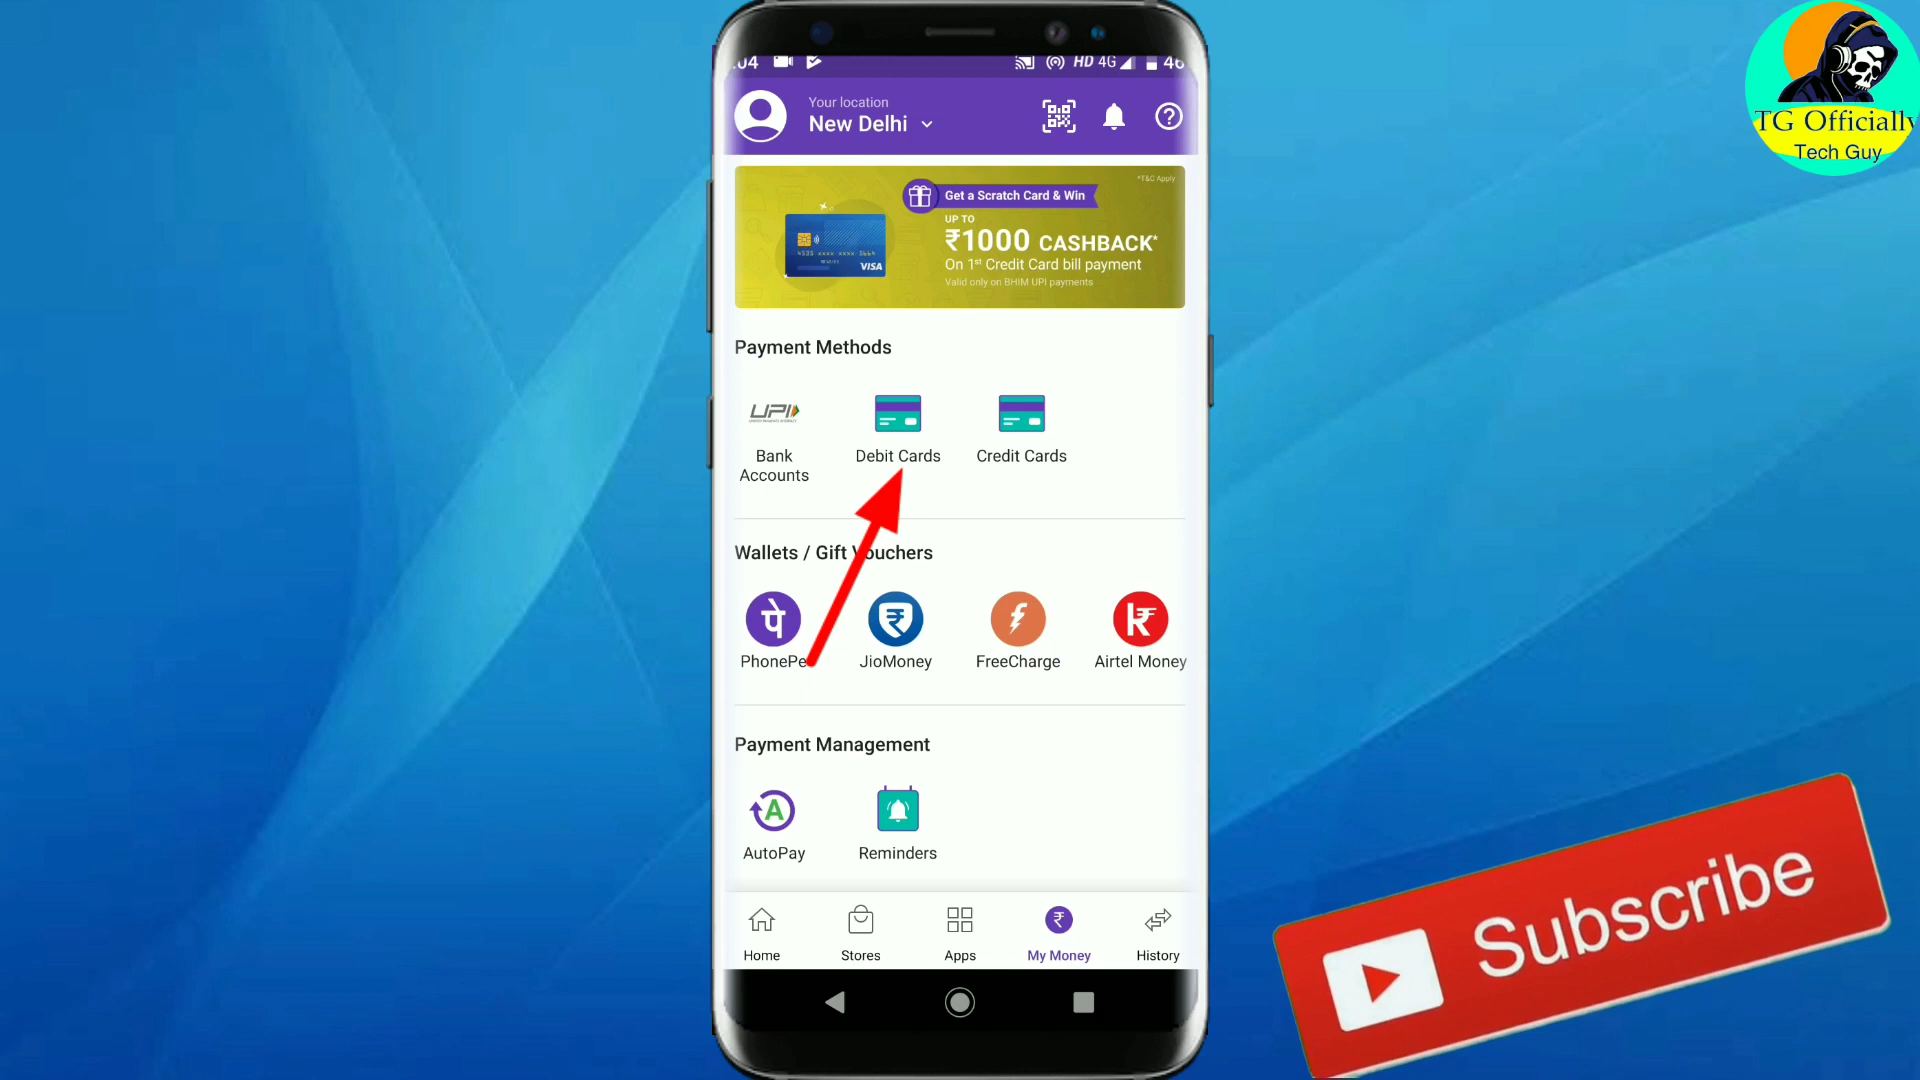 :04
HD 4G
46
Your location
New Delhi
*T&C Apply
Get a Scratch Card & Win
UP TO
₹1000 CASHBACK*
On 1st Credit Card bill payment
Valid only on BHIM UPI payments
VISA
Payment Methods
UPI
Bank Accounts
Debit Cards
Credit Cards
Wallets / Gift Vouchers
पे
PhonePe
JioMoney
FreeCharge
Airtel Money
Payment Management
A
AutoPay
Reminders
Home
Stores
Apps
My Money
History
TG Officially
Tech Guy
Subscribe